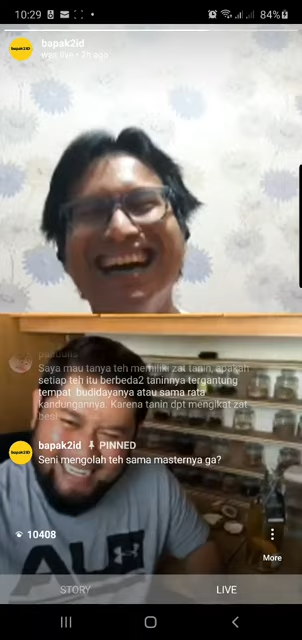 10:29
84%
bapak2id
bapak2id
Saya mau tanya teh memiliki zat tanin, apakah
setiap teh itu berbeda2 taninnya tergantung
tempat budidayanya atau sama rata
kandungannya. Karena tanin dpt mengikat zat
besi
bapak2id
bapak2id PINNED
Seni mengolah teh sama masternya ga?
10408
More
STORY LIVE